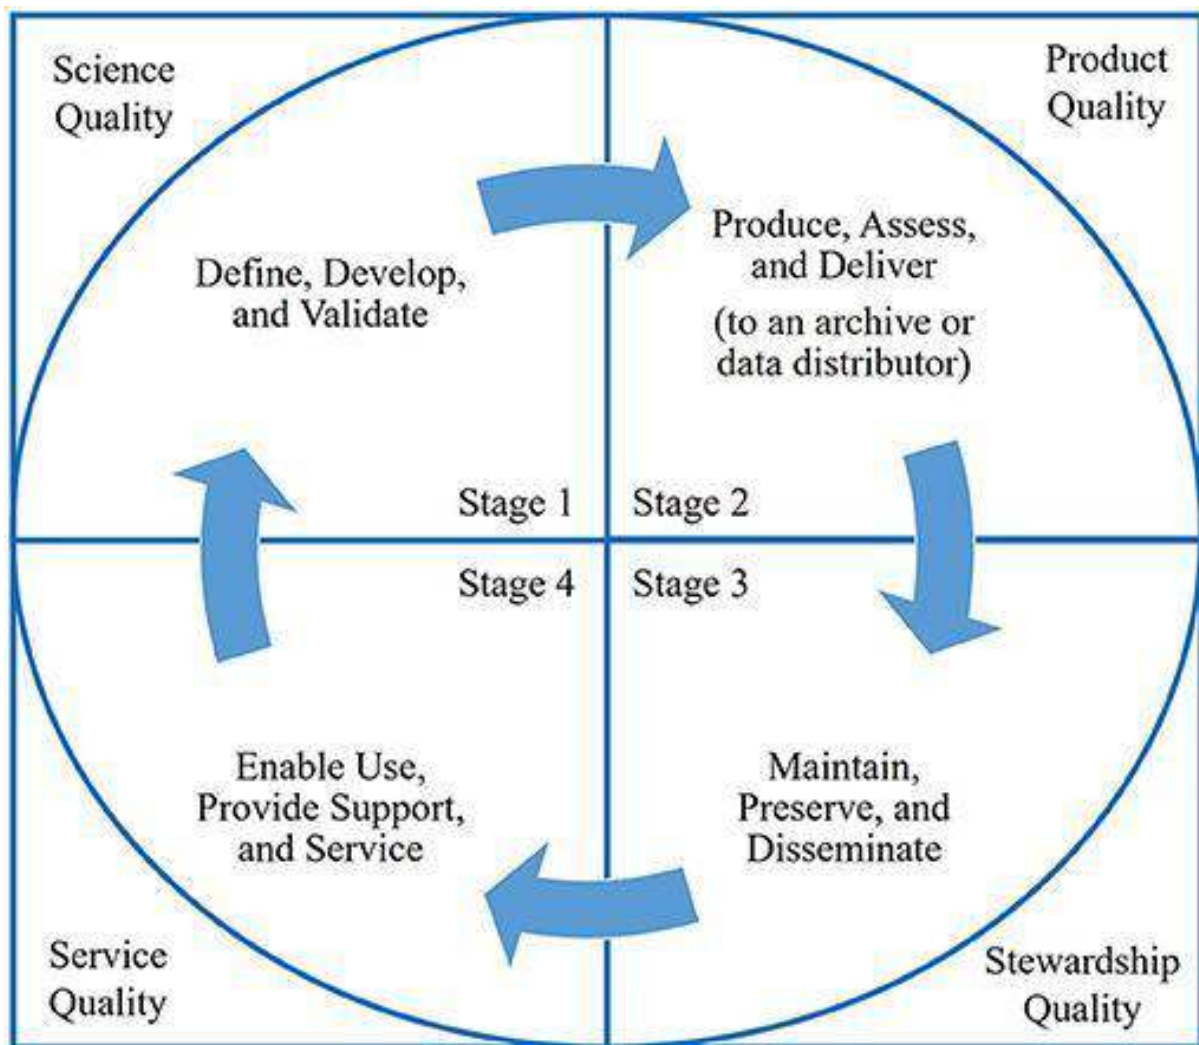 Science
Quality
Define, Develop,
and Validate
Stage 1
Product
Quality
Produce, Assess,
and Deliver
(to an archive or
data distributor)
Stage 2
Stage 4
Enable Use,
Provide Support,
and Service
Service
Quality
Stage 3
Maintain,
Preserve, and
Disseminate
Stewardship
Quality